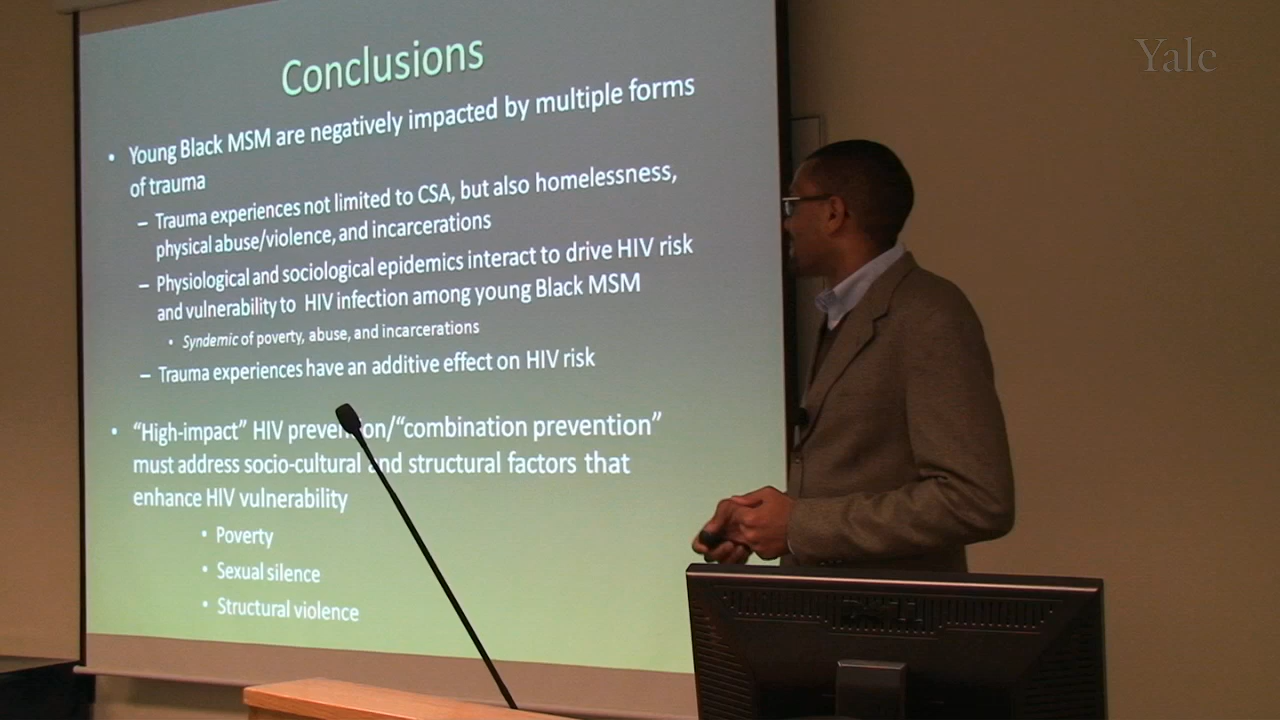 Yale
Conclusions
• Young Black MSM are negatively impacted by multiple forms
of trauma
– Trauma experiences not limited to CSA, but also homelessness,
physical abuse/violence, and incarcerations
– Physiological and sociological epidemics interact to drive HIV risk
and vulnerability to HIV infection among young Black MSM
• Syndemic of poverty, abuse, and incarcerations
– Trauma experiences have an additive effect on HIV risk
• “High-impact” HIV prevention/“combination prevention”
must address socio-cultural and structural factors that
enhance HIV vulnerability
• Poverty
• Sexual silence
• Structural violence
DELL